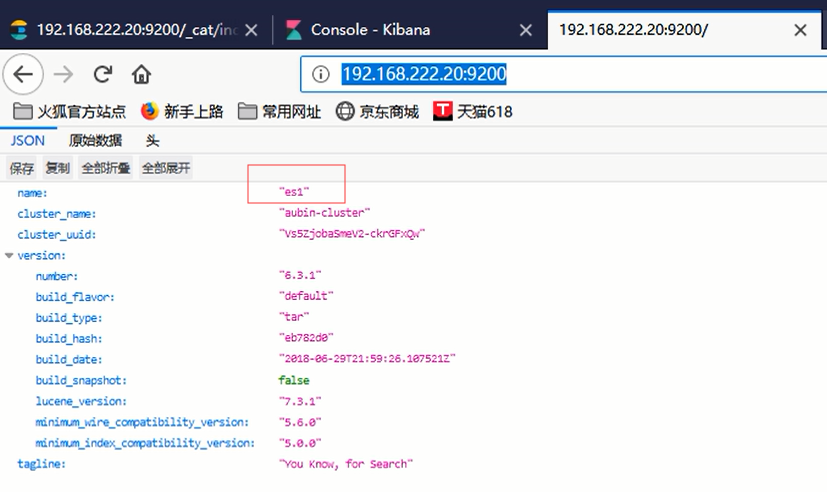 192.168.222.20:9200/_cat/inc
Console - Kibana
192.168.222.20:9200/
192.168.222.20:9200
火狐官方站点 新手上路 常用网址 京东商城 T 天猫618
JSON 原始数据 头
保存 复制 全部折叠 全部展开
name: "es1"
cluster_name: "aubin-cluster"
cluster_uuid: "Vs5ZjobaSmeV2-ckrGFxQw"
version:
number: "6.3.1"
build_flavor: "default"
build_type: "tar"
build_hash: "eb782d0"
build_date: "2018-06-29T21:59:26.107521Z"
build_snapshot: false
lucene_version: "7.3.1"
minimum_wire_compatibility_version: "5.6.0"
minimum_index_compatibility_version: "5.0.0"
tagline: "You Know, for Search"